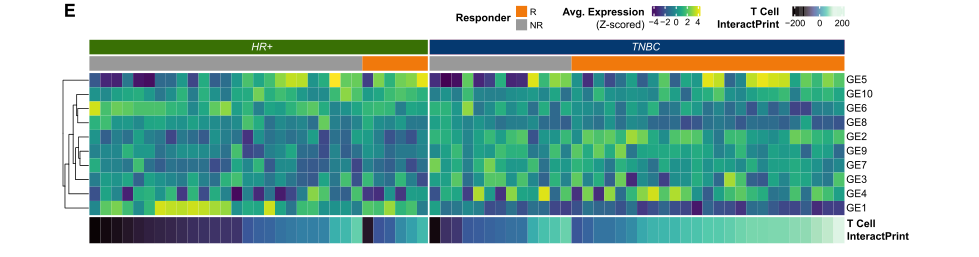 E
Responder R
NR
Avg. Expression
(Z-scored)
−4 −2 0 2 4
T Cell
InteractPrint
−200 0 200
HR+ TNBC
GE5
GE10
GE6
GE8
GE2
GE9
GE7
GE3
GE4
GE1
T Cell
InteractPrint